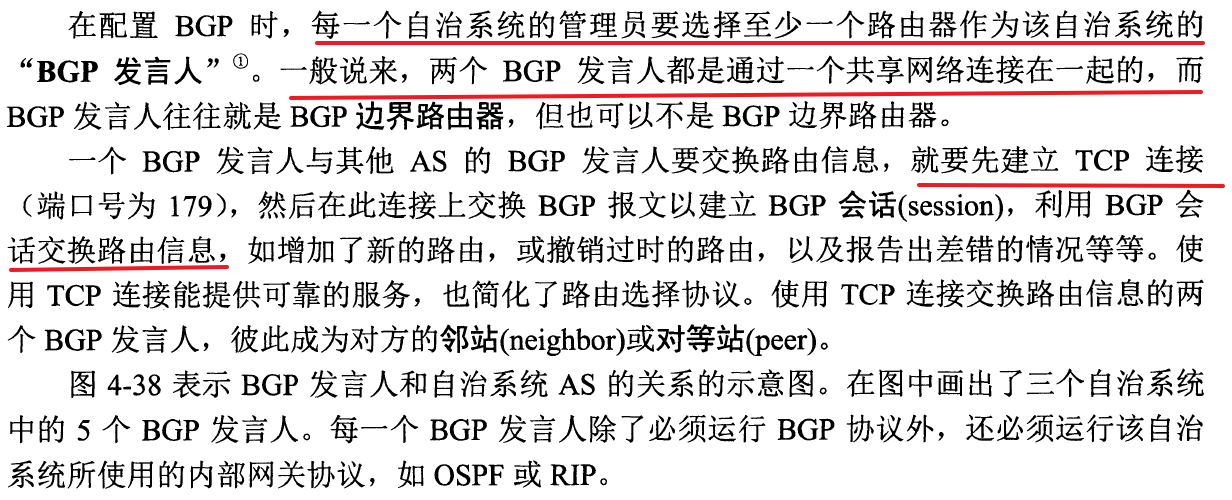 在配置 BGP 时，每一个自治系统的管理员要选择至少一个路由器作为该自治系统的
“BGP 发言人”①。一般说来，两个 BGP 发言人都是通过一个共享网络连接在一起的，而
BGP 发言人往往就是 BGP 边界路由器，但也可以不是 BGP 边界路由器。
一个 BGP 发言人与其他 AS 的 BGP 发言人要交换路由信息，就要先建立 TCP 连接
（端口号为 179），然后在此连接上交换 BGP 报文以建立 BGP 会话(session)，利用 BGP 会
话交换路由信息，如增加了新的路由，或撤销过时的路由，以及报告出差错的情况等等。使
用 TCP 连接能提供可靠的服务，也简化了路由选择协议。使用 TCP 连接交换路由信息的两
个 BGP 发言人，彼此成为对方的邻站(neighbor)或对等站(peer)。
图 4-38 表示 BGP 发言人和自治系统 AS 的关系的示意图。在图中画出了三个自治系统
中的 5 个 BGP 发言人。每一个 BGP 发言人除了必须运行 BGP 协议外，还必须运行该自治
系统所使用的内部网关协议，如 OSPF 或 RIP。